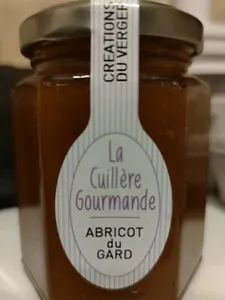 CREATIONS
DU VERGER
La
Cuillère
Gourmande
ABRICOT
du
GARD